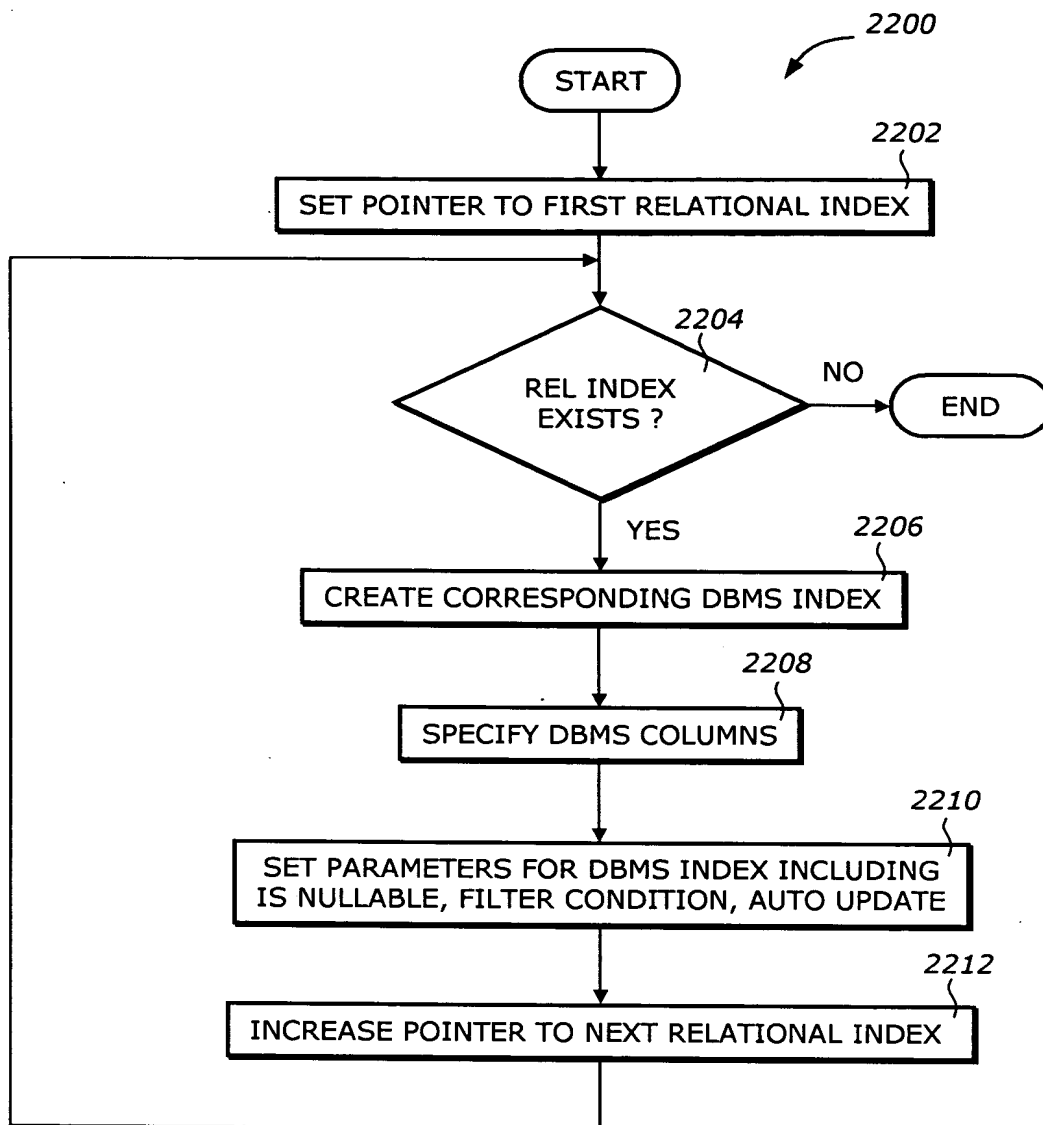 2200
START
2202
SET POINTER TO FIRST RELATIONAL INDEX
2204
REL INDEX
EXISTS ?
NO
END
YES
2206
CREATE CORRESPONDING DBMS INDEX
2208
SPECIFY DBMS COLUMNS
2210
SET PARAMETERS FOR DBMS INDEX INCLUDING
IS NULLABLE, FILTER CONDITION, AUTO UPDATE
2212
INCREASE POINTER TO NEXT RELATIONAL INDEX